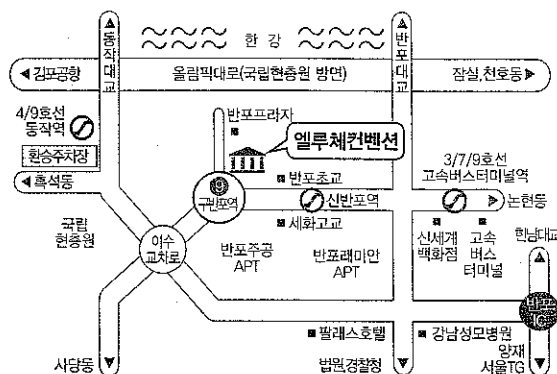 동작대교
한 강
반포대교
김포공항
올림픽대로(국립현충원 방면)
잠실,천호동
4/9호선
동작역
환승주차장
흑석동
반포프라자
엘루체컨벤션
3/7/9호선
고속버스터미널역
논현동
9
구반포역
반포초교
신반포역
세화고교
국립
현충원
이수
교차로
반포주공
APT
반포래미안
APT
신세계
백화점
고속
버스
터미널
한남대교
반포
TG
팔래스호텔
강남성모병원
사당동
법원,경찰청
양재
서울TG